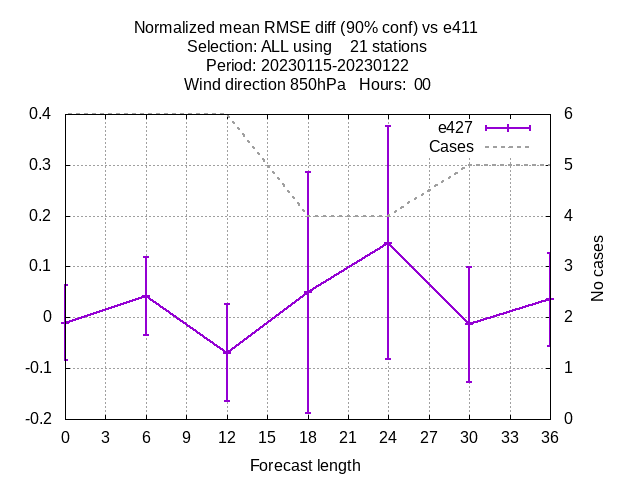 Normalized mean RMSE diff (90% conf) vs e411
Selection: ALL using    21 stations
Period: 20230115-20230122
Wind direction 850hPa   Hours:  00
0.4
0.3
0.2
0.1
0
-0.1
-0.2
e427
Cases
6
5
4
3
2
1
0
No cases
0 3 6 9 12 15 18 21 24 27 30 33 36
Forecast length